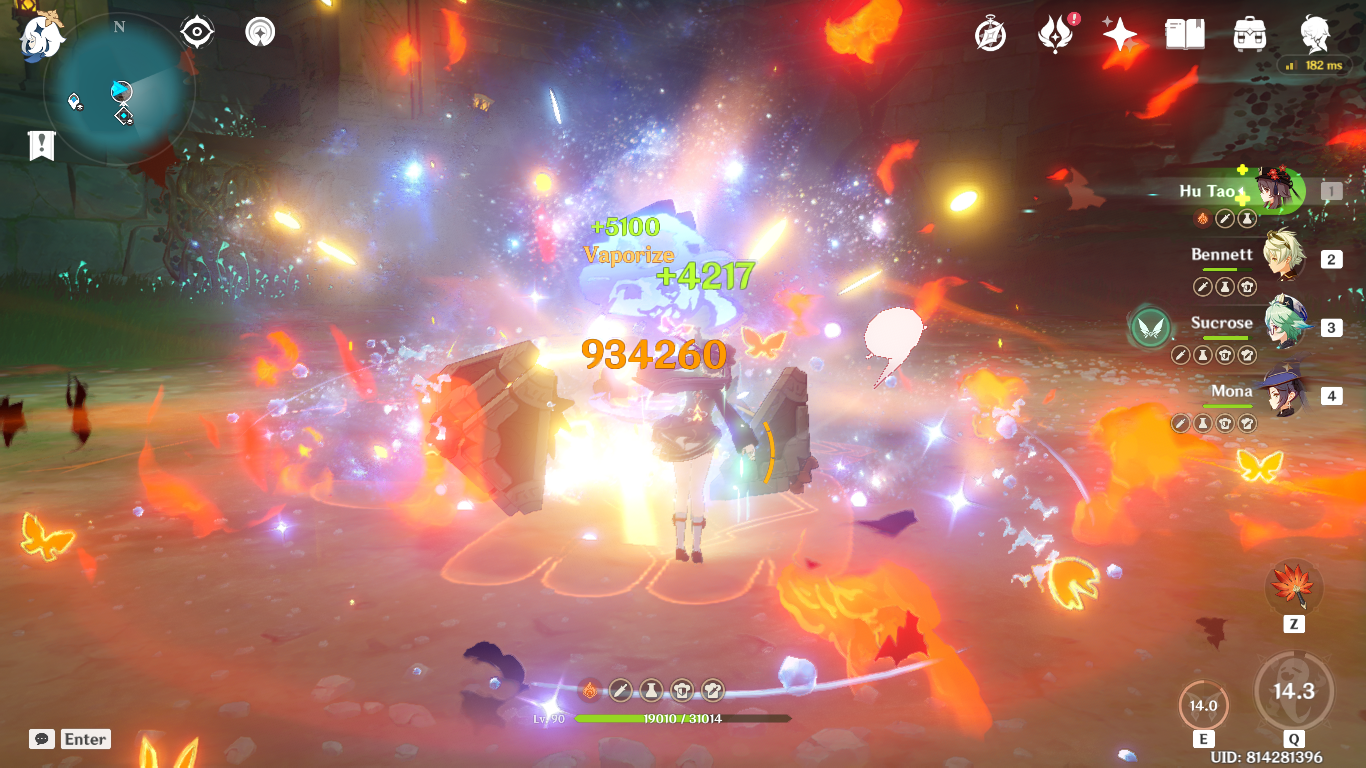 N
182 ms
Hu Tao
1
Bennett
2
Sucrose
3
Mona
4
+5100
Vaporize
+4217
934260
Z
14.3
14.0
E
Q
Lv. 90
19010 / 31014
Enter
UID: 814281396